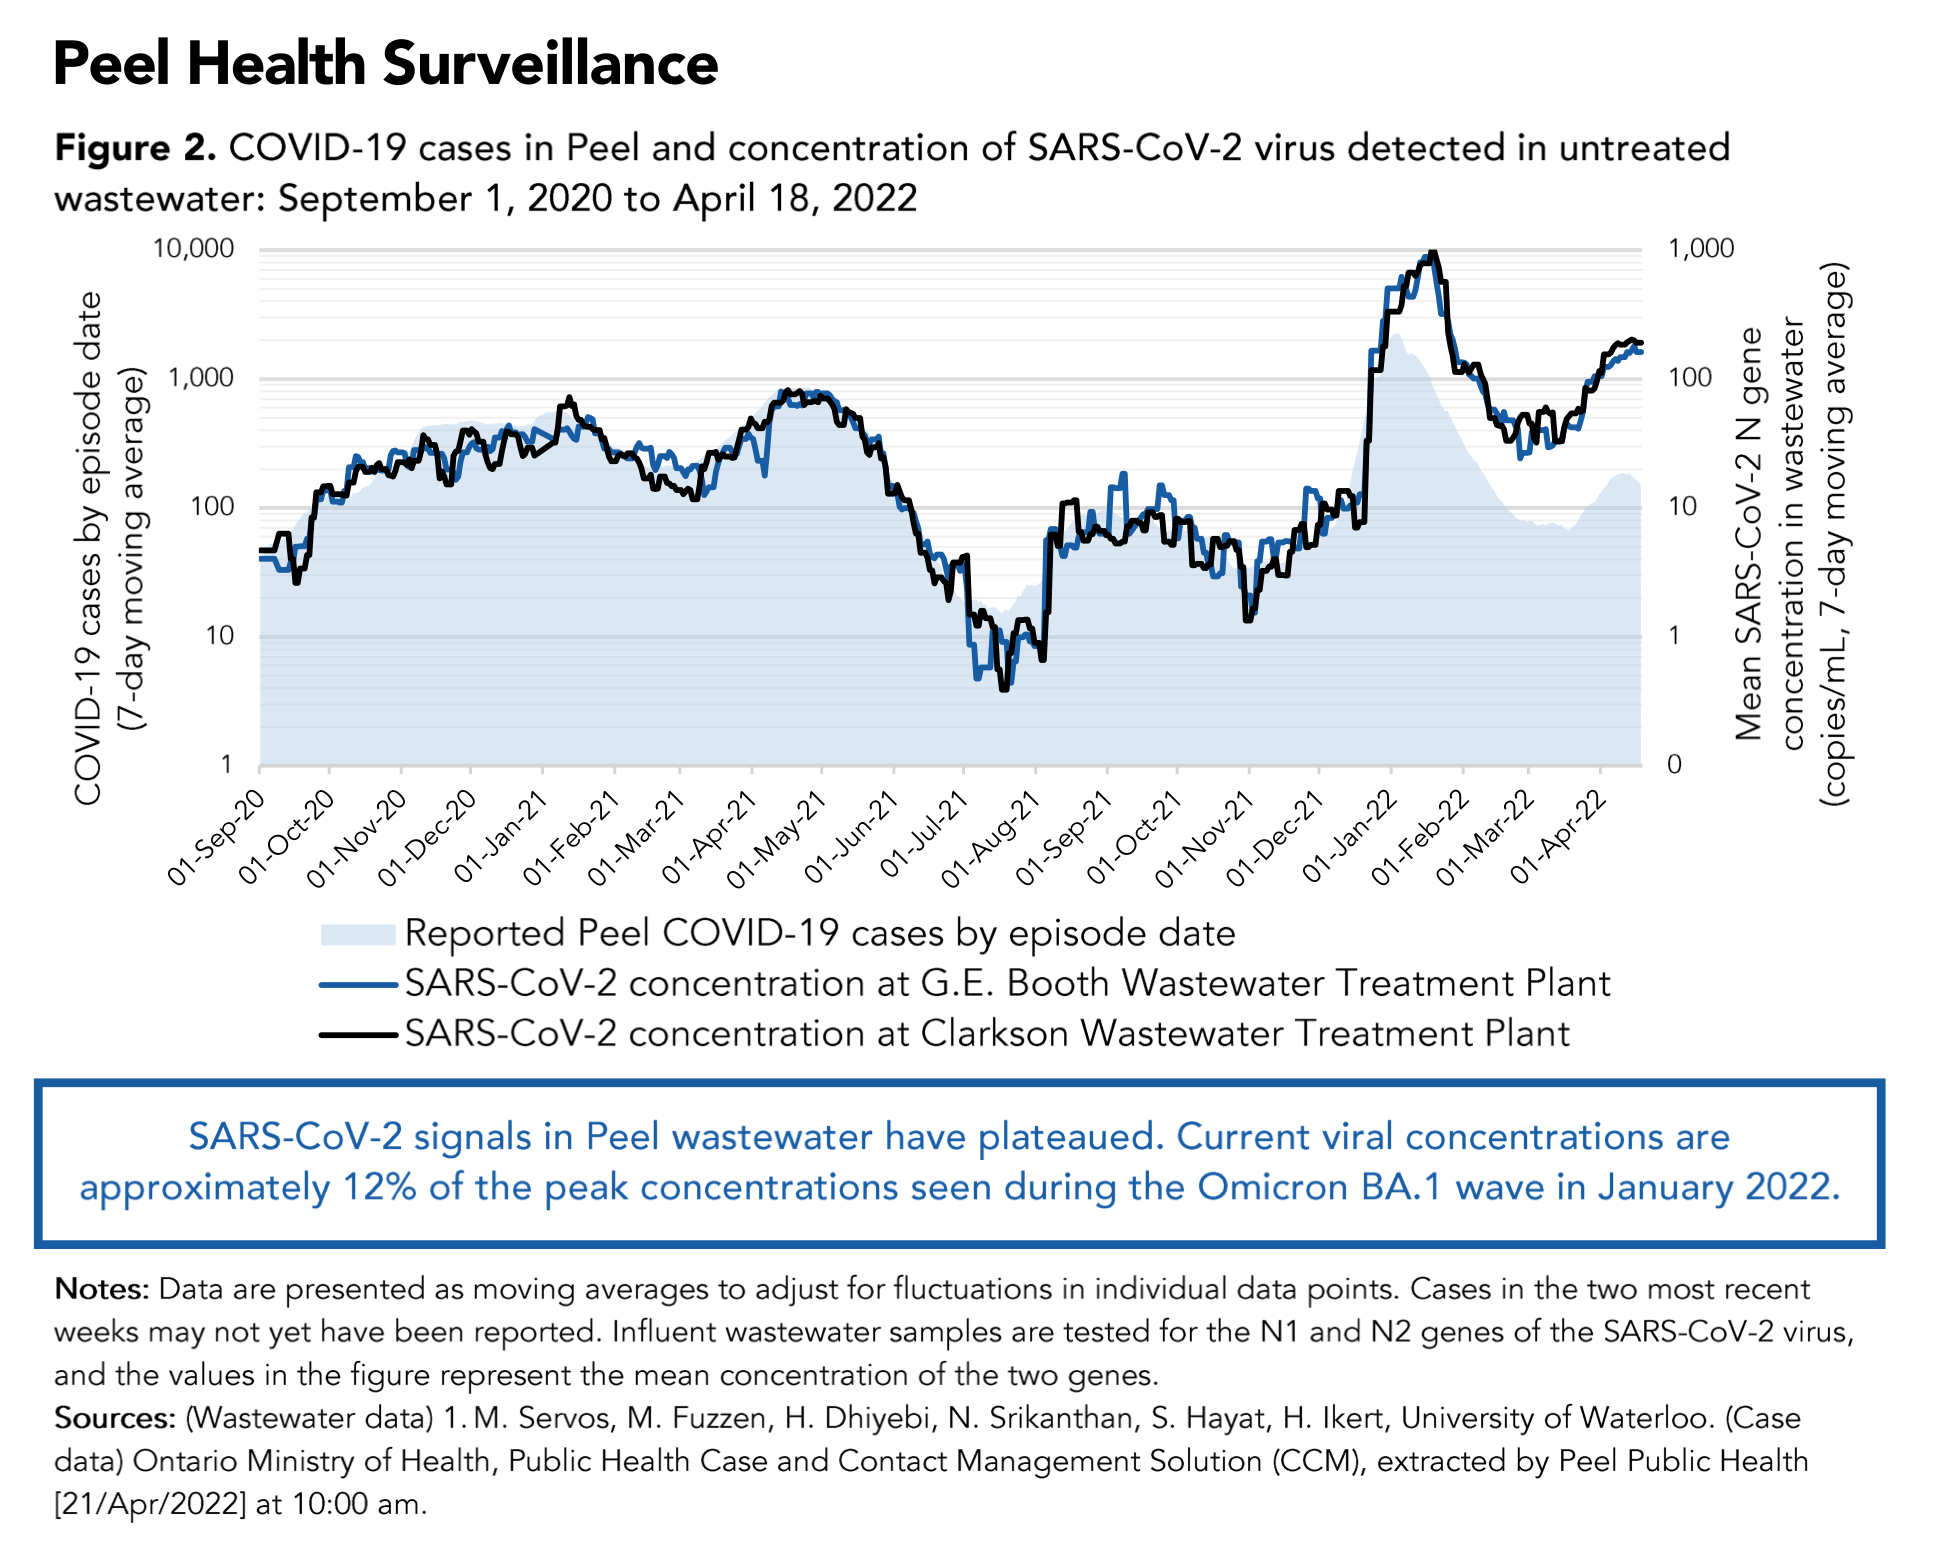 Peel Health Surveillance
Figure 2. COVID-19 cases in Peel and concentration of SARS-CoV-2 virus detected in untreated
wastewater: September 1, 2020 to April 18, 2022
COVID-19 cases by episode date
(7-day moving average)
10,000
1,000
100
10
1
1,000
100
10
1
0
Mean SARS-CoV-2 N gene
concentration in wastewater
(copies/mL, 7-day moving average)
01-Sep-20
01-Oct-20
01-Nov-20
01-Dec-20
01-Jan-21
01-Feb-21
01-Mar-21
01-Apr-21
01-May-21
01-Jun-21
01-Jul-21
01-Aug-21
01-Sep-21
01-Oct-21
01-Nov-21
01-Dec-21
01-Jan-22
01-Feb-22
01-Mar-22
01-Apr-22
Reported Peel COVID-19 cases by episode date
SARS-CoV-2 concentration at G.E. Booth Wastewater Treatment Plant
SARS-CoV-2 concentration at Clarkson Wastewater Treatment Plant
SARS-CoV-2 signals in Peel wastewater have plateaued. Current viral concentrations are
approximately 12% of the peak concentrations seen during the Omicron BA.1 wave in January 2022.
Notes: Data are presented as moving averages to adjust for fluctuations in individual data points. Cases in the two most recent
weeks may not yet have been reported. Influent wastewater samples are tested for the N1 and N2 genes of the SARS-CoV-2 virus,
and the values in the figure represent the mean concentration of the two genes.
Sources: (Wastewater data) 1. M. Servos, M. Fuzzen, H. Dhiyebi, N. Srikanthan, S. Hayat, H. Ikert, University of Waterloo. (Case
data) Ontario Ministry of Health, Public Health Case and Contact Management Solution (CCM), extracted by Peel Public Health
[21/Apr/2022] at 10:00 am.